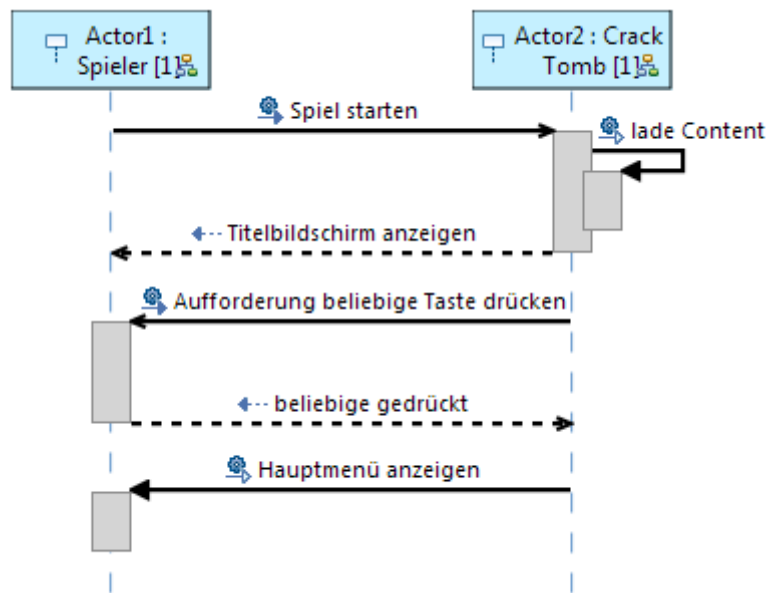 Actor1 :
Spieler [1]
Actor2 : Crack
Tomb [1]
Spiel starten
lade Content
Titelbildschirm anzeigen
Aufforderung beliebige Taste drücken
beliebige gedrückt
Hauptmenü anzeigen